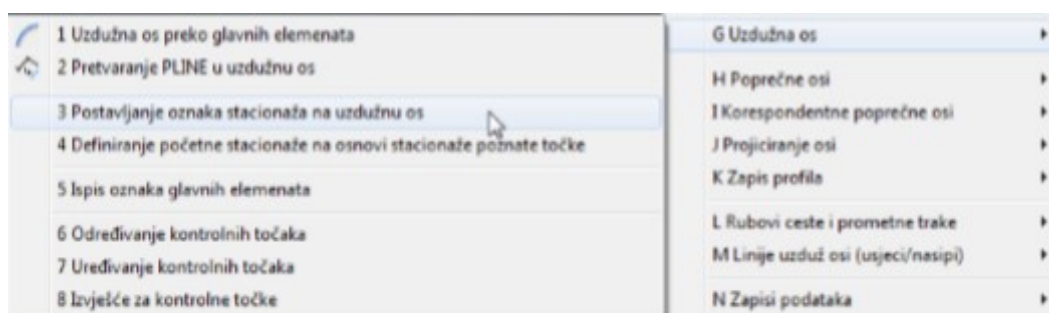 1 Uzdužna os preko glavnih elemenata
2 Pretvaranje PLINE u uzdužnu os
3 Postavljanje oznaka stacionaža na uzdužnu os
4 Definiranje početne stacionaže na osnovi stacionaže poznate točke
5 Ispis oznaka glavnih elemenata
6 Određivanje kontrolnih točaka
7 Uređivanje kontrolnih točaka
8 Izvješće za kontrolne točke
G Uzdužna os
H Poprečne osi
I Korespondentne poprečne osi
J Projiciranje osi
K Zapis profila
L Rubovi ceste i prometne trake
M Linije uzduž osi (usjeci/nasipi)
N Zapisi podataka